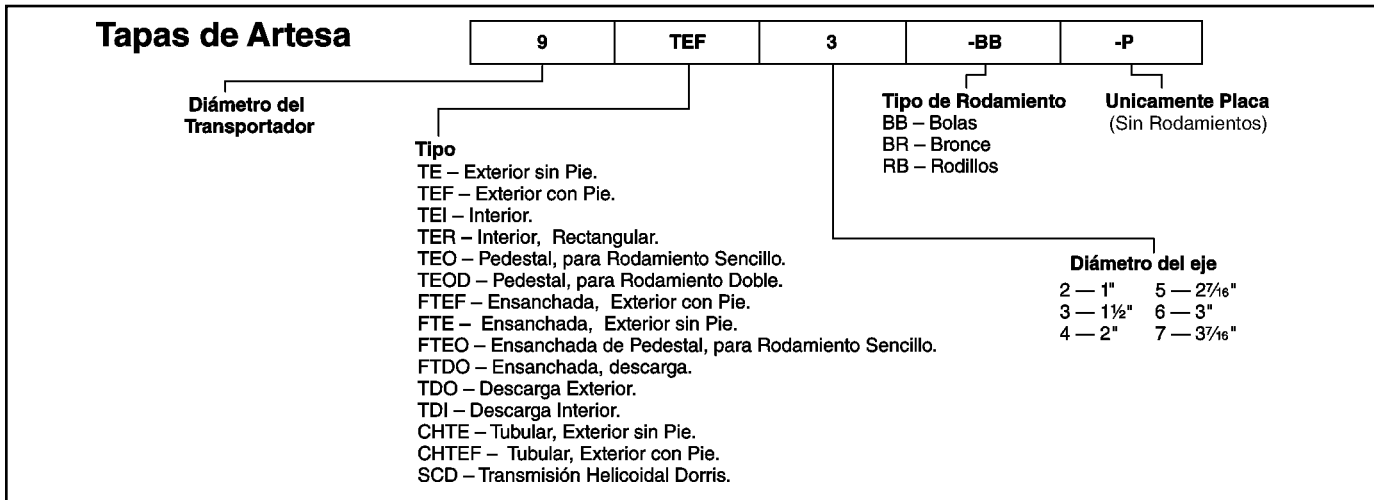 Tapas de Artesa
9 TEF 3 -BB -P
Diámetro del
Transportador
Tipo de Rodamiento
BB – Bolas
BR – Bronce
RB – Rodillos
Unicamente Placa
(Sin Rodamientos)
Tipo
TE – Exterior sin Pie.
TEF – Exterior con Pie.
TEI – Interior.
TER – Interior, Rectangular.
TEO – Pedestal, para Rodamiento Sencillo.
TEOD – Pedestal, para Rodamiento Doble.
FTEF – Ensanchada, Exterior con Pie.
FTE – Ensanchada, Exterior sin Pie.
FTEO – Ensanchada de Pedestal, para Rodamiento Sencillo.
FTDO – Ensanchada, descarga.
TDO – Descarga Exterior.
TDI – Descarga Interior.
CHTE – Tubular, Exterior sin Pie.
CHTEF – Tubular, Exterior con Pie.
SCD – Transmisión Helicoidal Dorris.
Diámetro del eje
2 — 1" 5 — 2⁷⁄₁₆"
3 — 1½" 6 — 3"
4 — 2" 7 — 3⁷⁄₁₆"